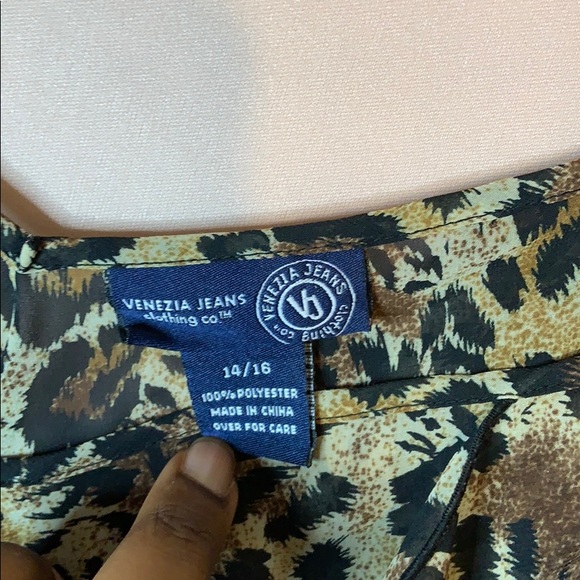 VENEZIA JEANS
clothing co.™
VENEZIA JEANS
clothing co™
VJ
14/16
100% POLYESTER
MADE IN CHINA
OVER FOR CARE